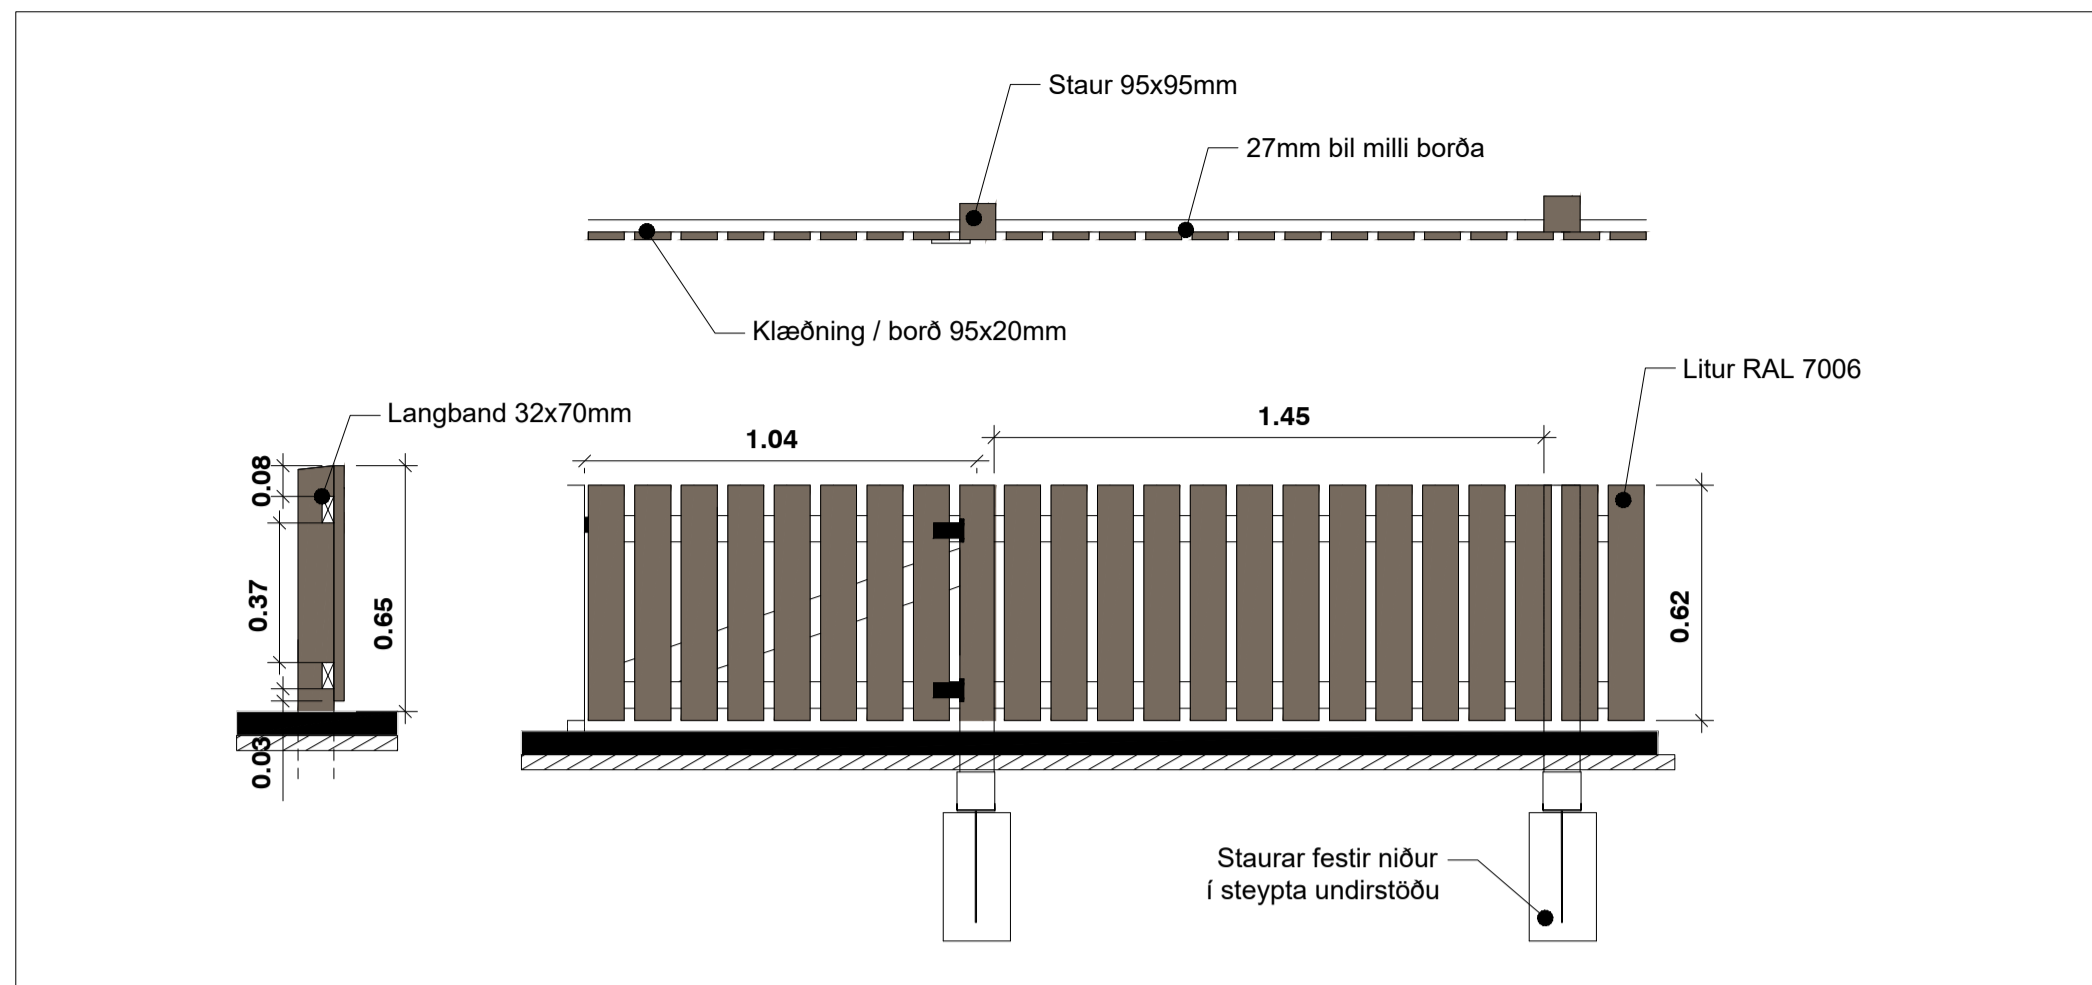 Staur 95x95mm
27mm bil milli borða
Klæðning / borð 95x20mm
Litur RAL 7006
Langband 32x70mm
1.04
1.45
0.08
0.37
0.65
0.03
0.62
Staurar festir niður
í steypta undirstöðu